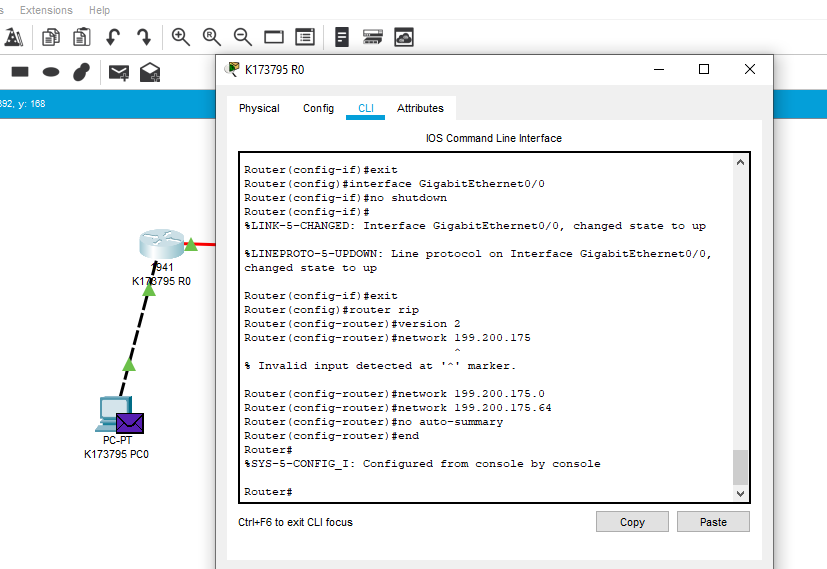 Extensions Help
K173795 R0
Physical Config CLI Attributes
92, y: 168
IOS Command Line Interface
Router(config-if)#exit
Router(config)#interface GigabitEthernet0/0
Router(config-if)#no shutdown
Router(config-if)#
%LINK-5-CHANGED: Interface GigabitEthernet0/0, changed state to up
%LINEPROTO-5-UPDOWN: Line protocol on Interface GigabitEthernet0/0,
changed state to up
Router(config-if)#exit
Router(config)#router rip
Router(config-router)#version 2
Router(config-router)#network 199.200.175
^
% Invalid input detected at '^' marker.
Router(config-router)#network 199.200.175.0
Router(config-router)#network 199.200.175.64
Router(config-router)#no auto-summary
Router(config-router)#end
Router#
%SYS-5-CONFIG_I: Configured from console by console
Router#
Ctrl+F6 to exit CLI focus
Copy Paste
1941
K173795 R0
PC-PT
K173795 PC0